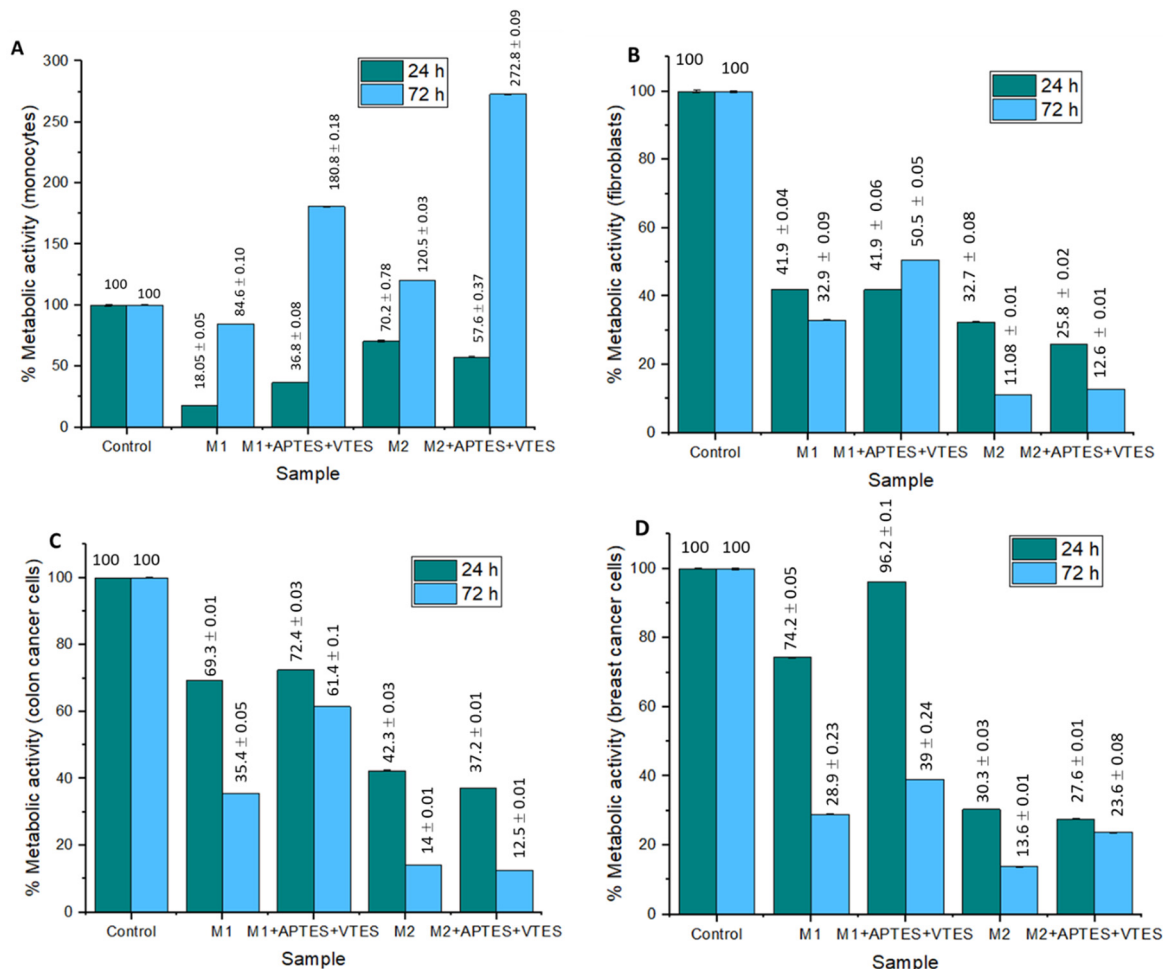 A
% Metabolic activity (monocytes)
300
250
200
150
100
50
0
24 h
72 h
100
100
18.05 ± 0.05
84.6 ± 0.10
36.8 ± 0.08
180.8 ± 0.18
70.2 ± 0.78
120.5 ± 0.03
57.6 ± 0.37
272.8 ± 0.09
Control
M1
M1+APTES+VTES
M2
M2+APTES+VTES
Sample
B
% Metabolic activity (fibroblasts)
100
80
60
40
20
0
24 h
72 h
100
100
41.9 ± 0.04
32.9 ± 0.09
41.9 ± 0.06
50.5 ± 0.05
32.7 ± 0.08
11.08 ± 0.01
25.8 ± 0.02
12.6 ± 0.01
Control
M1
M1+APTES+VTES
M2
M2+APTES+VTES
Sample
C
% Metabolic activity (colon cancer cells)
100
80
60
40
20
0
24 h
72 h
100
100
69.3 ± 0.01
35.4 ± 0.05
72.4 ± 0.03
61.4 ± 0.1
42.3 ± 0.03
14 ± 0.01
37.2 ± 0.01
12.5 ± 0.01
Control
M1
M1+APTES+VTES
M2
M2+APTES+VTES
Sample
D
% Metabolic activity (breast cancer cells)
100
80
60
40
20
0
24 h
72 h
100
100
74.2 ± 0.05
28.9 ± 0.23
96.2 ± 0.1
39 ± 0.24
30.3 ± 0.03
13.6 ± 0.01
27.6 ± 0.01
23.6 ± 0.08
Control
M1
M1+APTES+VTES
M2
M2+APTES+VTES
Sample